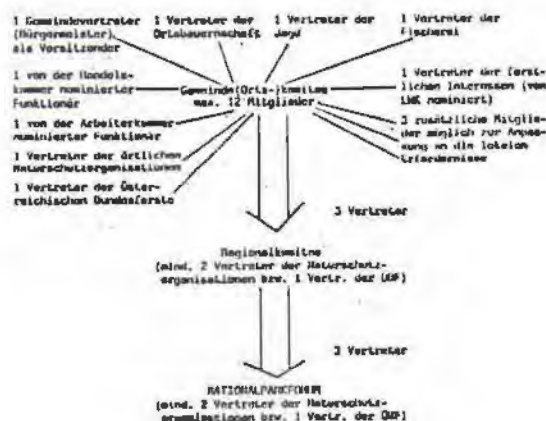 1 Gemeindevertreter
(Bürgermeister)
als Vorsitzender
1 Vertreter der
Ortsbauernschaft
1 Vertreter der
Jagd
1 Vertreter der
Fischerei
1 von der Handels-
kammer nominierter
Funktionär
Gemeinde(Orts-)komitee
max. 12 Mitglieder
1 Vertreter der forst-
lichen Interessen (von
LWK nominiert)
1 von der Arbeiterkammer
nominierter Funktionär
3 zusätzliche Mitglie-
der möglich zur Anpas-
sung an die lokalen
Erfordernisse
1 Vertreter der örtlichen
Naturschutzorganisationen
1 Vertreter der Öster-
reichischen Bundesforste
3 Vertreter
Regionalkomitee
(mind. 2 Vertreter der Naturschutz-
organisationen bzw. 1 Vertr. der ÖBF)
3 Vertreter
NATIONALPARKFORUM
(mind. 2 Vertreter der Naturschutz-
organisationen bzw. 1 Vertr. der ÖBF)